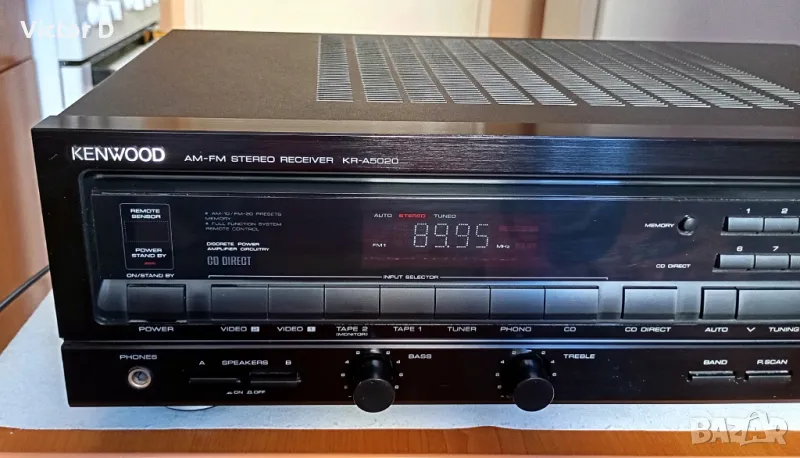 Victor D
KENWOOD AM-FM STEREO RECEIVER KR-A5020
REMOTE SENSOR
POWER STAND BY
ON/STAND BY
AM-10/FM-20 PRESETS MEMORY
FULL FUNCTION SYSTEM REMOTE CONTROL
DISCRETE POWER AMPLIFIER CIRCUITRY
CD DIRECT
AUTO STEREO TUNED
FM1 89.95 MHz
MEMORY 1 2
CD DIRECT 6 7
INPUT SELECTOR
POWER VIDEO 2 VIDEO 1 TAPE 2 TAPE 1 TUNER PHONO CD CD DIRECT AUTO TUNING
(MONITOR)
PHONES A SPEAKERS B BASS TREBLE BAND P.SCAN
ON OFF
BAZAR